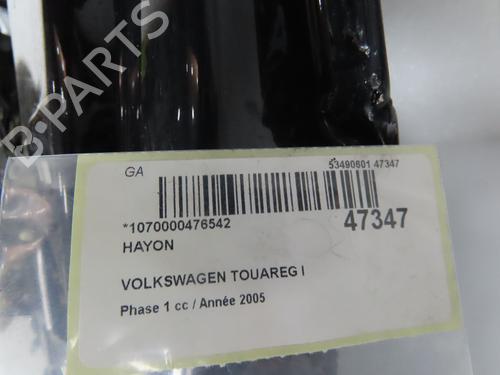 B-PARTS
GA
53490601 47347
*1070000476542
47347
HAYON
VOLKSWAGEN TOUAREG I
Phase 1 cc / Année 2005